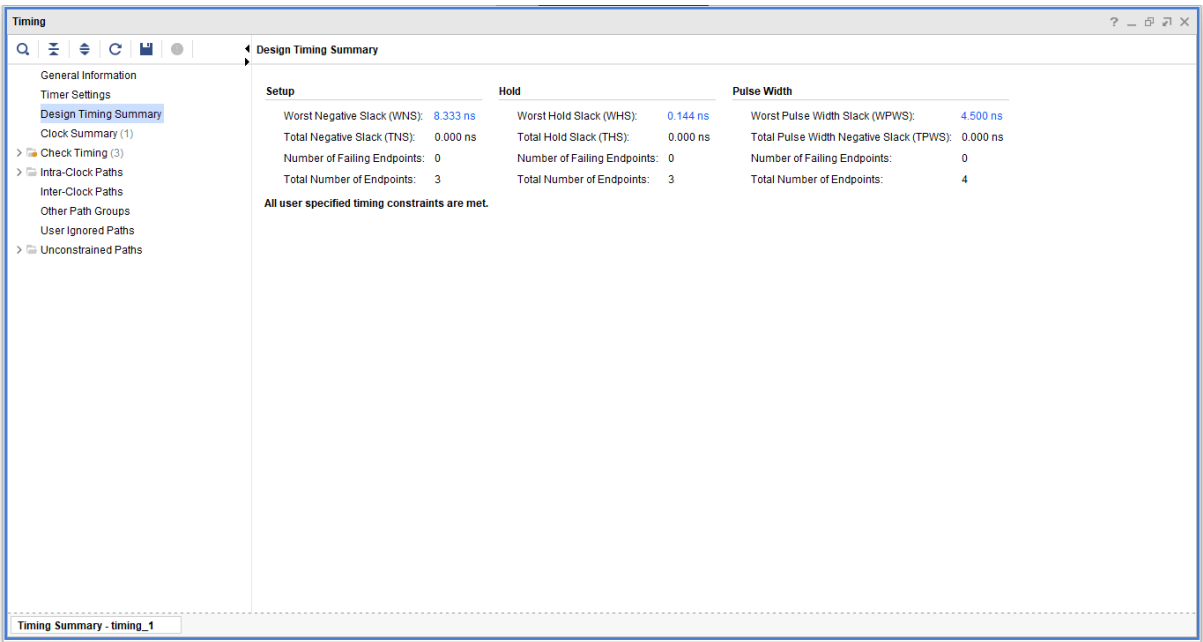 Timing
Design Timing Summary
General Information
Timer Settings
Design Timing Summary
Clock Summary (1)
Check Timing (3)
Intra-Clock Paths
Inter-Clock Paths
Other Path Groups
User Ignored Paths
Unconstrained Paths
Setup
Worst Negative Slack (WNS): 8.333 ns
Total Negative Slack (TNS): 0.000 ns
Number of Failing Endpoints: 0
Total Number of Endpoints: 3
Hold
Worst Hold Slack (WHS): 0.144 ns
Total Hold Slack (THS): 0.000 ns
Number of Failing Endpoints: 0
Total Number of Endpoints: 3
Pulse Width
Worst Pulse Width Slack (WPWS): 4.500 ns
Total Pulse Width Negative Slack (TPWS): 0.000 ns
Number of Failing Endpoints: 0
Total Number of Endpoints: 4
All user specified timing constraints are met.
Timing Summary - timing_1